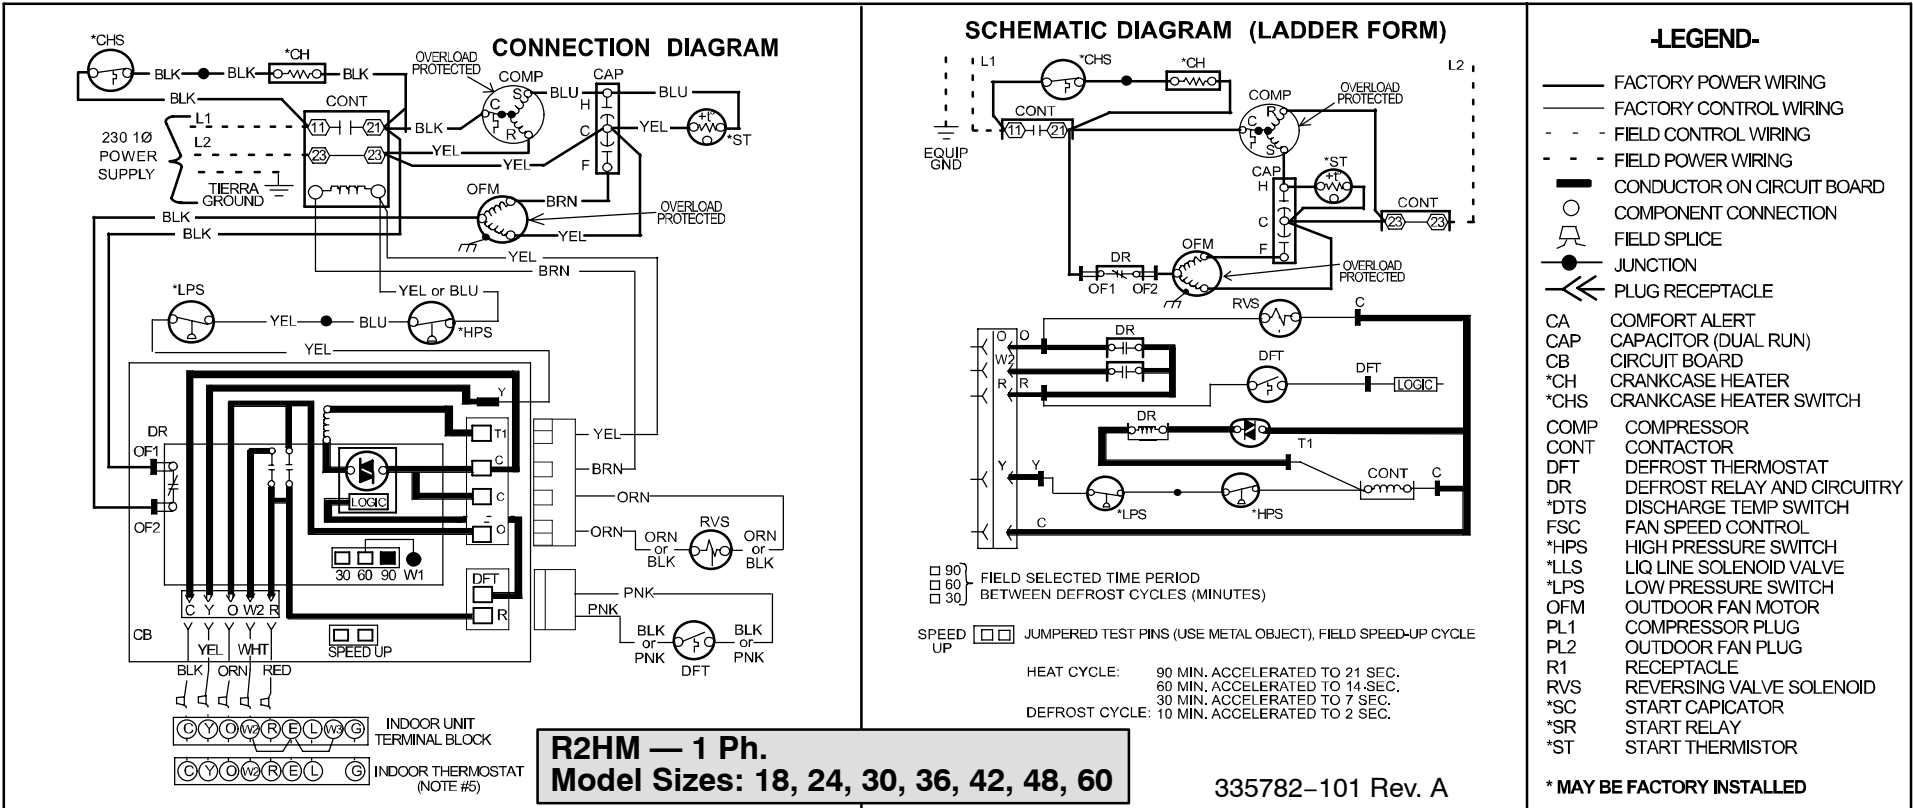 CONNECTION DIAGRAM
*CHS
*CH
BLK
BLK
BLK
BLK
CONT
11
21
23
23
230 1Ø
POWER
SUPPLY
L1
L2
TIERRA
GROUND
OVERLOAD
PROTECTED
COMP
S
C
R
BLU
CAP
H
C
F
BLU
YEL
+t°
*ST
BLK
YEL
YEL
OFM
BRN
YEL
OVERLOAD
PROTECTED
BLK
BLK
YEL
BRN
*LPS
YEL
BLU
YEL or BLU
*HPS
YEL
Y
DR
OF1
OF2
LOGIC
T1
C
C
O
30 60 90 W1
DFT
R
C Y O W2 R
CB
SPEED UP
YEL
BRN
ORN
ORN
ORN
or
BLK
RVS
ORN
or
BLK
PNK
PNK
BLK
or
PNK
DFT
BLK
or
PNK
YEL WHT
BLK ORN RED
C Y O W2 R E L W3 G
INDOOR UNIT
TERMINAL BLOCK
C Y O W2 R E L G
INDOOR THERMOSTAT
(NOTE #5)
R2HM — 1 Ph.
Model Sizes: 18, 24, 30, 36, 42, 48, 60
SCHEMATIC DIAGRAM (LADDER FORM)
L1
*CHS
*CH
L2
EQUIP
GND
CONT
11
21
COMP
R
C
S
OVERLOAD
PROTECTED
*ST
+t°
CAP
H
C
F
CONT
23
23
DR
OF1 OF2
OFM
OVERLOAD
PROTECTED
RVS
C
O
O
W2
R
R
DR
DFT
DFT
LOGIC
DR
T1
Y
Y
*LPS
*HPS
CONT
C
C
90
60
30
FIELD SELECTED TIME PERIOD
BETWEEN DEFROST CYCLES (MINUTES)
SPEED
UP
JUMPERED TEST PINS (USE METAL OBJECT), FIELD SPEED-UP CYCLE
HEAT CYCLE: 90 MIN. ACCELERATED TO 21 SEC.
60 MIN. ACCELERATED TO 14 SEC.
30 MIN. ACCELERATED TO 7 SEC.
DEFROST CYCLE: 10 MIN. ACCELERATED TO 2 SEC.
335782-101 Rev. A
-LEGEND-
FACTORY POWER WIRING
FACTORY CONTROL WIRING
FIELD CONTROL WIRING
FIELD POWER WIRING
CONDUCTOR ON CIRCUIT BOARD
COMPONENT CONNECTION
FIELD SPLICE
JUNCTION
PLUG RECEPTACLE
CA COMFORT ALERT
CAP CAPACITOR (DUAL RUN)
CB CIRCUIT BOARD
*CH CRANKCASE HEATER
*CHS CRANKCASE HEATER SWITCH
COMP COMPRESSOR
CONT CONTACTOR
DFT DEFROST THERMOSTAT
DR DEFROST RELAY AND CIRCUITRY
*DTS DISCHARGE TEMP SWITCH
FSC FAN SPEED CONTROL
*HPS HIGH PRESSURE SWITCH
*LLS LIQ LINE SOLENOID VALVE
*LPS LOW PRESSURE SWITCH
OFM OUTDOOR FAN MOTOR
PL1 COMPRESSOR PLUG
PL2 OUTDOOR FAN PLUG
R1 RECEPTACLE
RVS REVERSING VALVE SOLENOID
*SC START CAPICATOR
*SR START RELAY
*ST START THERMISTOR
* MAY BE FACTORY INSTALLED